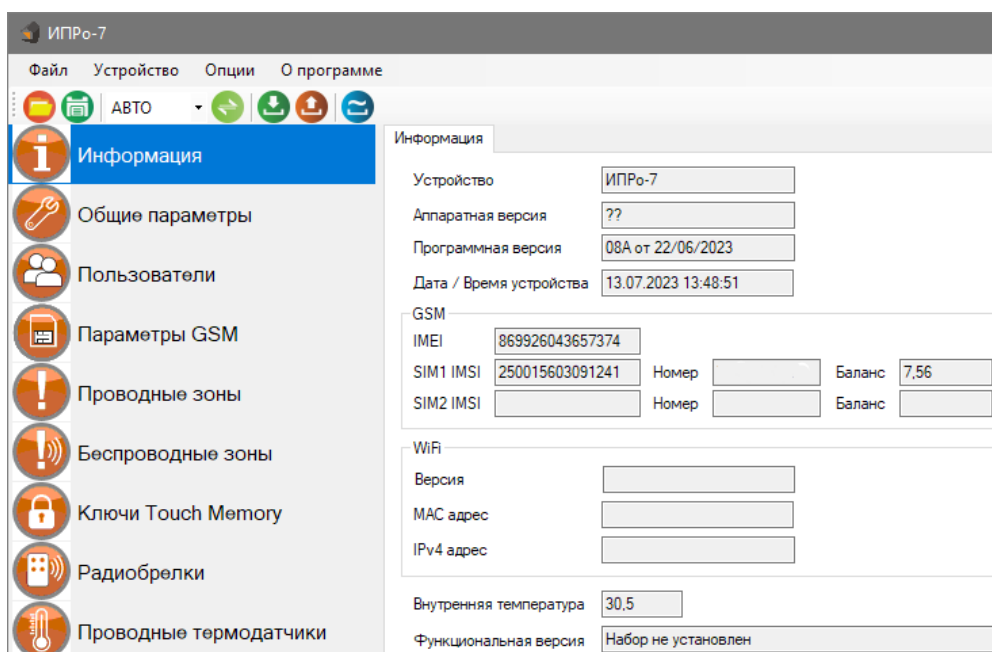 ИПРо-7
Файл Устройство Опции О программе
АВТО
Информация
Общие параметры
Пользователи
Параметры GSM
Проводные зоны
Беспроводные зоны
Ключи Touch Memory
Радиобрелки
Проводные термодатчики
Информация
Устройство ИПРо-7
Аппаратная версия ??
Программная версия 08A от 22/06/2023
Дата / Время устройства 13.07.2023 13:48:51
GSM
IMEI 869926043657374
SIM1 IMSI 250015603091241 Номер Баланс 7,56
SIM2 IMSI Номер Баланс
WiFi
Версия
MAC адрес
IPv4 адрес
Внутренняя температура 30,5
Функциональная версия Набор не установлен